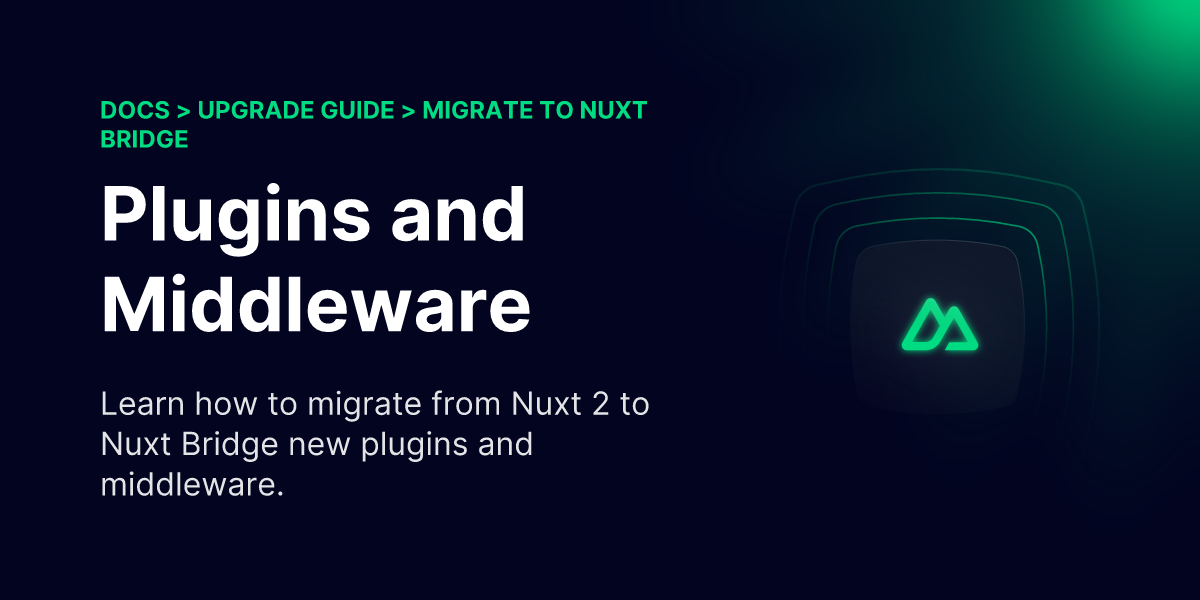 DOCS > UPGRADE GUIDE > MIGRATE TO NUXT
BRIDGE
Plugins and
Middleware
Learn how to migrate from Nuxt 2 to
Nuxt Bridge new plugins and
middleware.